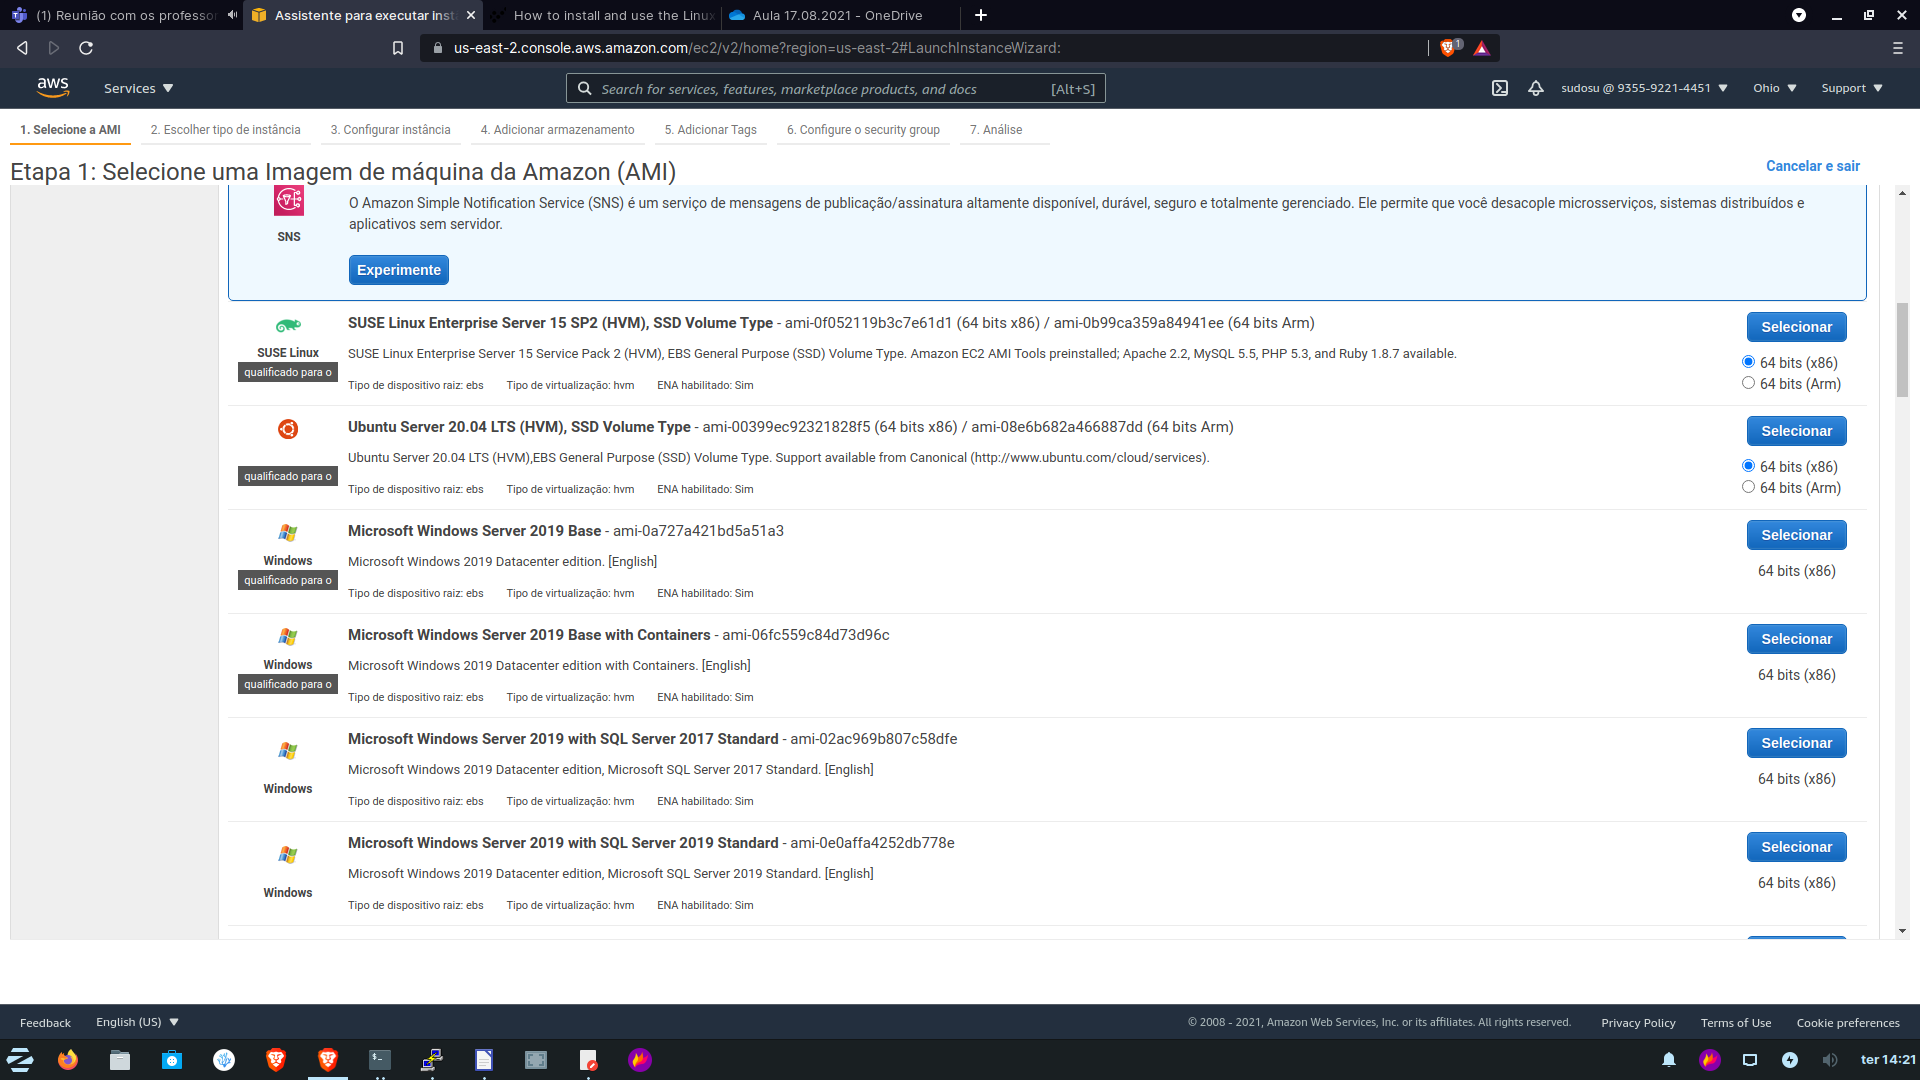 (1) Reunião com os professor
Assistente para executar inst
How to install and use the Linux
Aula 17.08.2021 - OneDrive
us-east-2.console.aws.amazon.com/ec2/v2/home?region=us-east-2#LaunchInstanceWizard:
1
aws
Services
Search for services, features, marketplace products, and docs
[Alt+S]
sudosu @ 9355-9221-4451
Ohio
Support
1. Selecione a AMI
2. Escolher tipo de instância
3. Configurar instância
4. Adicionar armazenamento
5. Adicionar Tags
6. Configure o security group
7. Análise
Etapa 1: Selecione uma Imagem de máquina da Amazon (AMI)
Cancelar e sair
SNS
O Amazon Simple Notification Service (SNS) é um serviço de mensagens de publicação/assinatura altamente disponível, durável, seguro e totalmente gerenciado. Ele permite que você desacople microsserviços, sistemas distribuídos e
aplicativos sem servidor.
Experimente
SUSE Linux
qualificado para o
SUSE Linux Enterprise Server 15 SP2 (HVM), SSD Volume Type - ami-0f052119b3c7e61d1 (64 bits x86) / ami-0b99ca359a84941ee (64 bits Arm)
SUSE Linux Enterprise Server 15 Service Pack 2 (HVM), EBS General Purpose (SSD) Volume Type. Amazon EC2 AMI Tools preinstalled; Apache 2.2, MySQL 5.5, PHP 5.3, and Ruby 1.8.7 available.
Tipo de dispositivo raiz: ebs Tipo de virtualização: hvm ENA habilitado: Sim
Selecionar
64 bits (x86)
64 bits (Arm)
qualificado para o
Ubuntu Server 20.04 LTS (HVM), SSD Volume Type - ami-00399ec92321828f5 (64 bits x86) / ami-08e6b682a466887dd (64 bits Arm)
Ubuntu Server 20.04 LTS (HVM),EBS General Purpose (SSD) Volume Type. Support available from Canonical (http://www.ubuntu.com/cloud/services).
Tipo de dispositivo raiz: ebs Tipo de virtualização: hvm ENA habilitado: Sim
Selecionar
64 bits (x86)
64 bits (Arm)
Windows
qualificado para o
Microsoft Windows Server 2019 Base - ami-0a727a421bd5a51a3
Microsoft Windows 2019 Datacenter edition. [English]
Tipo de dispositivo raiz: ebs Tipo de virtualização: hvm ENA habilitado: Sim
Selecionar
64 bits (x86)
Windows
qualificado para o
Microsoft Windows Server 2019 Base with Containers - ami-06fc559c84d73d96c
Microsoft Windows 2019 Datacenter edition with Containers. [English]
Tipo de dispositivo raiz: ebs Tipo de virtualização: hvm ENA habilitado: Sim
Selecionar
64 bits (x86)
Windows
Microsoft Windows Server 2019 with SQL Server 2017 Standard - ami-02ac969b807c58dfe
Microsoft Windows 2019 Datacenter edition, Microsoft SQL Server 2017 Standard. [English]
Tipo de dispositivo raiz: ebs Tipo de virtualização: hvm ENA habilitado: Sim
Selecionar
64 bits (x86)
Windows
Microsoft Windows Server 2019 with SQL Server 2019 Standard - ami-0e0affa4252db778e
Microsoft Windows 2019 Datacenter edition, Microsoft SQL Server 2019 Standard. [English]
Tipo de dispositivo raiz: ebs Tipo de virtualização: hvm ENA habilitado: Sim
Selecionar
64 bits (x86)
Feedback
English (US)
© 2008 - 2021, Amazon Web Services, Inc. or its affiliates. All rights reserved.
Privacy Policy
Terms of Use
Cookie preferences
ter 14:21